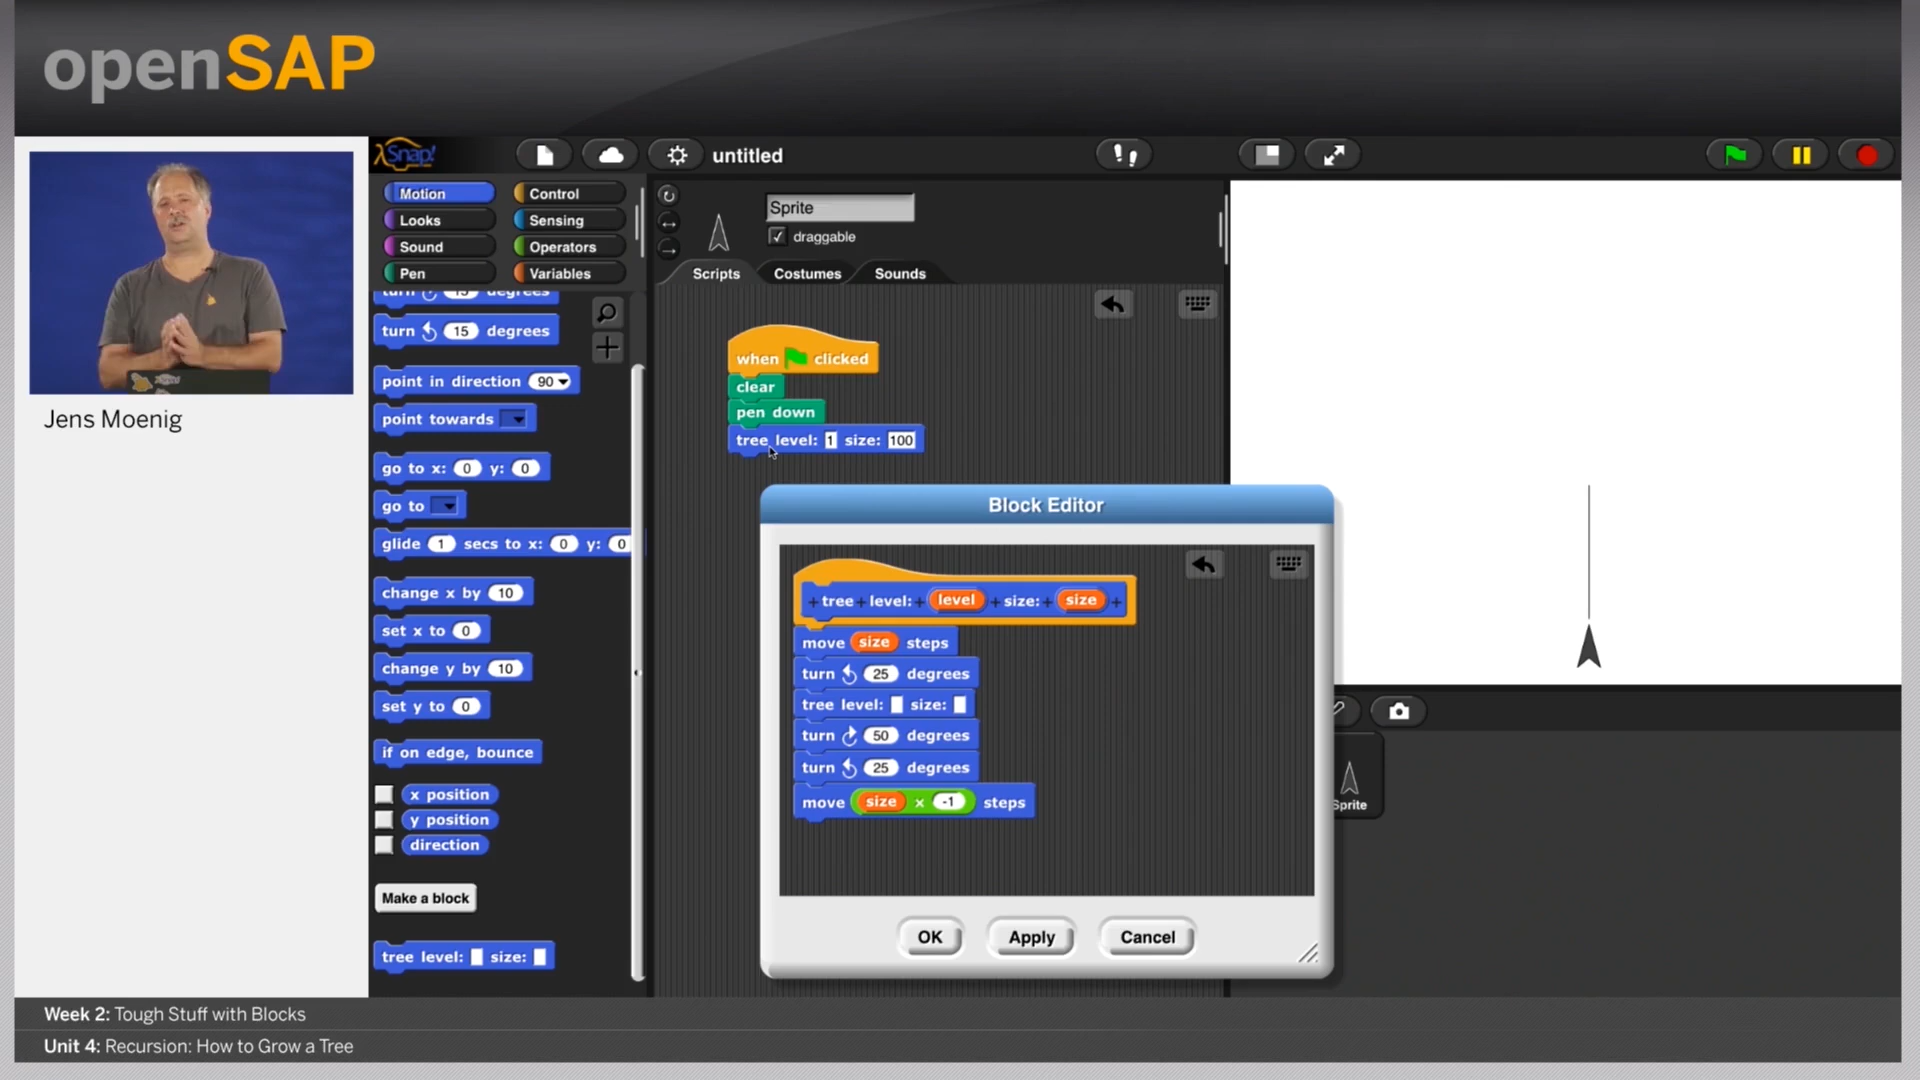 openSAP
Jens Moenig
Snap!
untitled
Motion
Control
Looks
Sensing
Sound
Operators
Pen
Variables
turn 15 degrees
turn 15 degrees
point in direction 90
point towards
go to x: 0 y: 0
go to
glide 1 secs to x: 0 y: 0
change x by 10
set x to 0
change y by 10
set y to 0
if on edge, bounce
x position
y position
direction
Make a block
tree level: size:
Sprite
draggable
Scripts
Costumes
Sounds
when clicked
clear
pen down
tree level: 1 size: 100
Block Editor
+ tree + level: + level + size: + size +
move size steps
turn 25 degrees
tree level: size:
turn 50 degrees
turn 25 degrees
move size × -1 steps
OK
Apply
Cancel
Sprite
Week 2: Tough Stuff with Blocks
Unit 4: Recursion: How to Grow a Tree